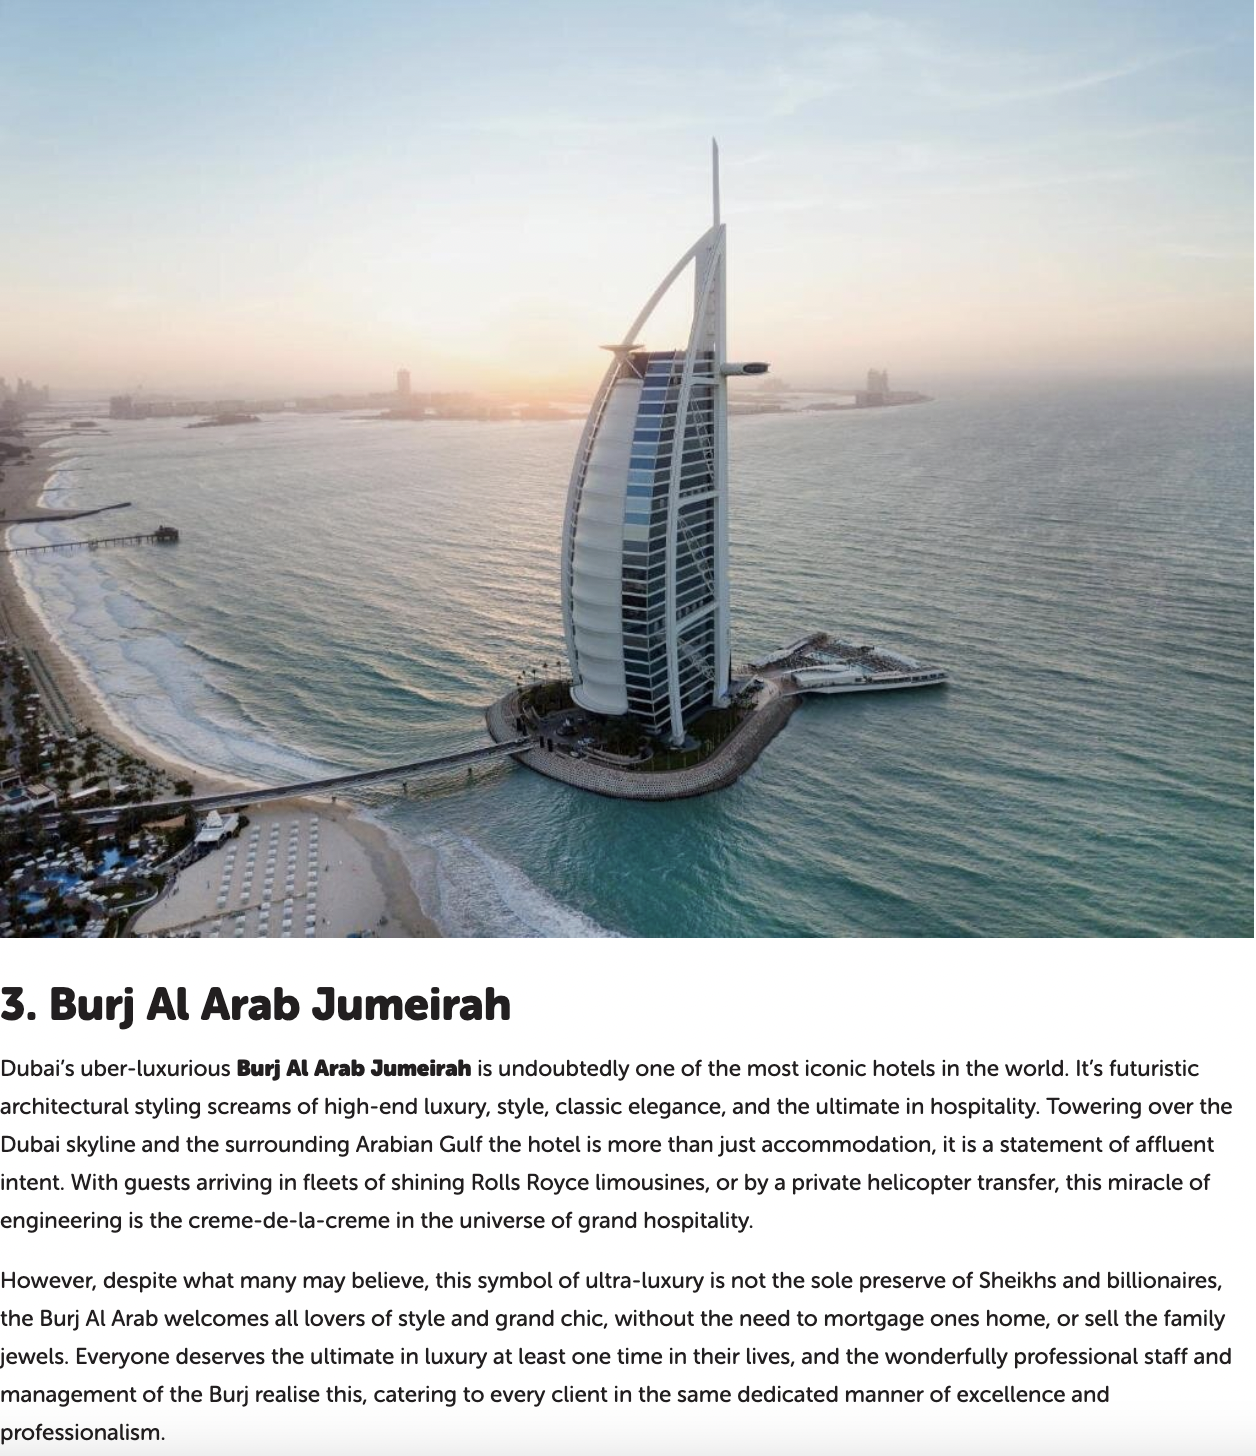 3. Burj Al Arab Jumeirah
Dubai’s uber-luxurious Burj Al Arab Jumeirah is undoubtedly one of the most iconic hotels in the world. It’s futuristic
architectural styling screams of high-end luxury, style, classic elegance, and the ultimate in hospitality. Towering over the
Dubai skyline and the surrounding Arabian Gulf the hotel is more than just accommodation, it is a statement of affluent
intent. With guests arriving in fleets of shining Rolls Royce limousines, or by a private helicopter transfer, this miracle of
engineering is the creme-de-la-creme in the universe of grand hospitality.
However, despite what many may believe, this symbol of ultra-luxury is not the sole preserve of Sheikhs and billionaires,
the Burj Al Arab welcomes all lovers of style and grand chic, without the need to mortgage ones home, or sell the family
jewels. Everyone deserves the ultimate in luxury at least one time in their lives, and the wonderfully professional staff and
management of the Burj realise this, catering to every client in the same dedicated manner of excellence and
professionalism.